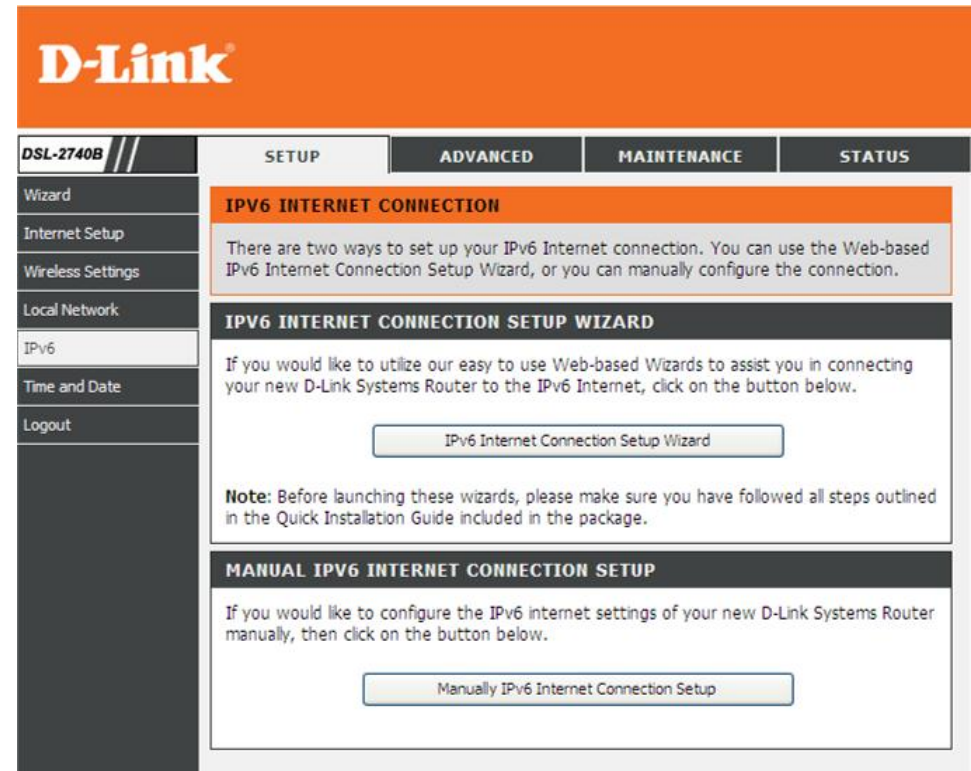 D-Link
DSL-2740B
SETUP ADVANCED MAINTENANCE STATUS
Wizard
Internet Setup
Wireless Settings
Local Network
IPv6
Time and Date
Logout
IPV6 INTERNET CONNECTION
There are two ways to set up your IPv6 Internet connection. You can use the Web-based
IPv6 Internet Connection Setup Wizard, or you can manually configure the connection.
IPV6 INTERNET CONNECTION SETUP WIZARD
If you would like to utilize our easy to use Web-based Wizards to assist you in connecting
your new D-Link Systems Router to the IPv6 Internet, click on the button below.
IPv6 Internet Connection Setup Wizard
Note: Before launching these wizards, please make sure you have followed all steps outlined
in the Quick Installation Guide included in the package.
MANUAL IPV6 INTERNET CONNECTION SETUP
If you would like to configure the IPv6 internet settings of your new D-Link Systems Router
manually, then click on the button below.
Manually IPv6 Internet Connection Setup